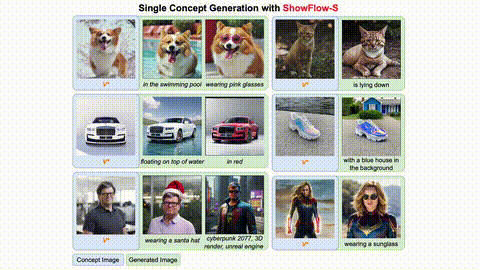 Single Concept Generation with ShowFlow-S
V* in the swimming pool wearing pink glasses V* is lying down
V* floating on top of water in red V* with a blue house in
the background
V* wearing a santa hat cyberpunk 2077, 3D
render, unreal engine V* wearing a sunglass
Concept Image Generated Image